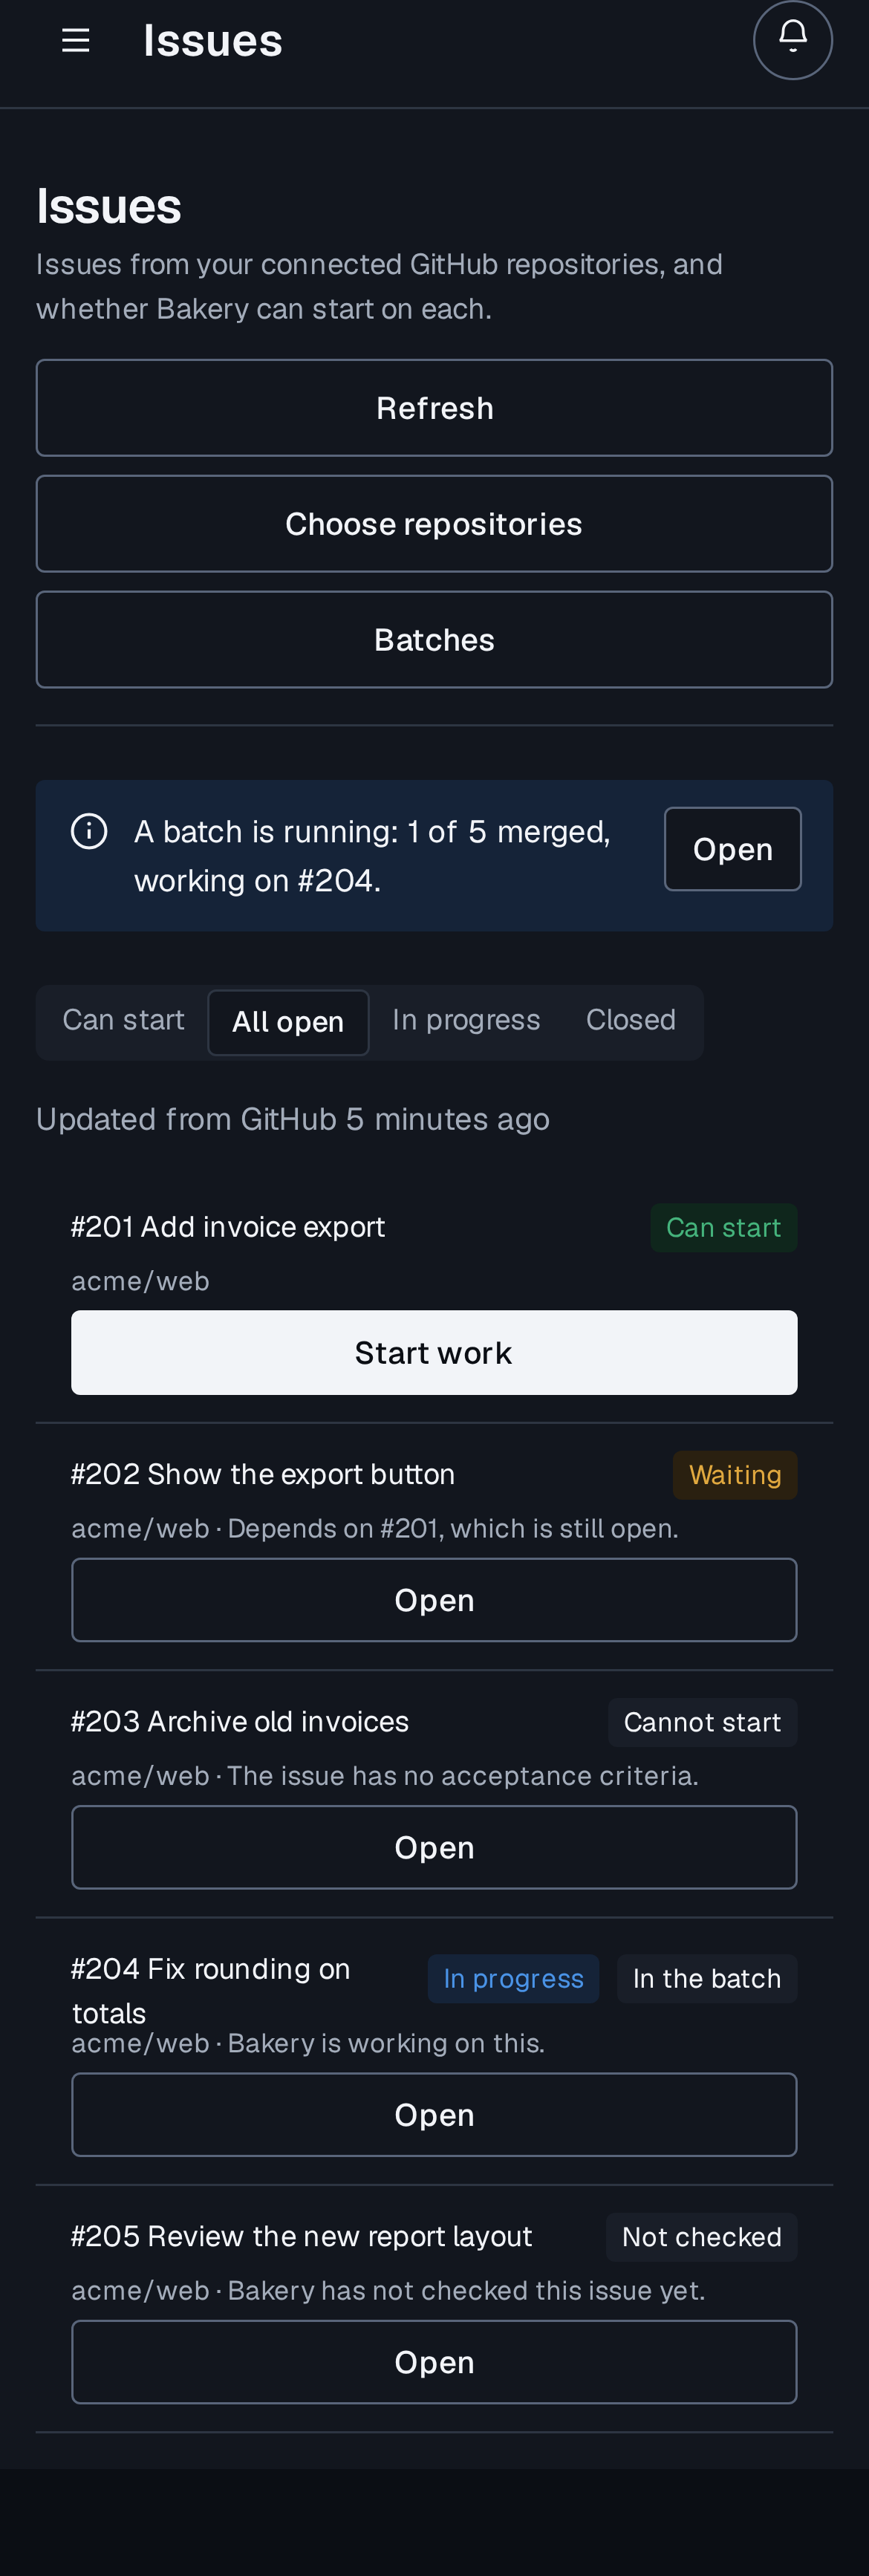 Issues
Issues
Issues from your connected GitHub repositories, and
whether Bakery can start on each.
Refresh
Choose repositories
Batches
A batch is running: 1 of 5 merged,
working on #204.
Open
Can start All open In progress Closed
Updated from GitHub 5 minutes ago
#201 Add invoice export Can start
acme/web
Start work
#202 Show the export button Waiting
acme/web · Depends on #201, which is still open.
Open
#203 Archive old invoices Cannot start
acme/web · The issue has no acceptance criteria.
Open
#204 Fix rounding on
totals
In progress In the batch
acme/web · Bakery is working on this.
Open
#205 Review the new report layout Not checked
acme/web · Bakery has not checked this issue yet.
Open